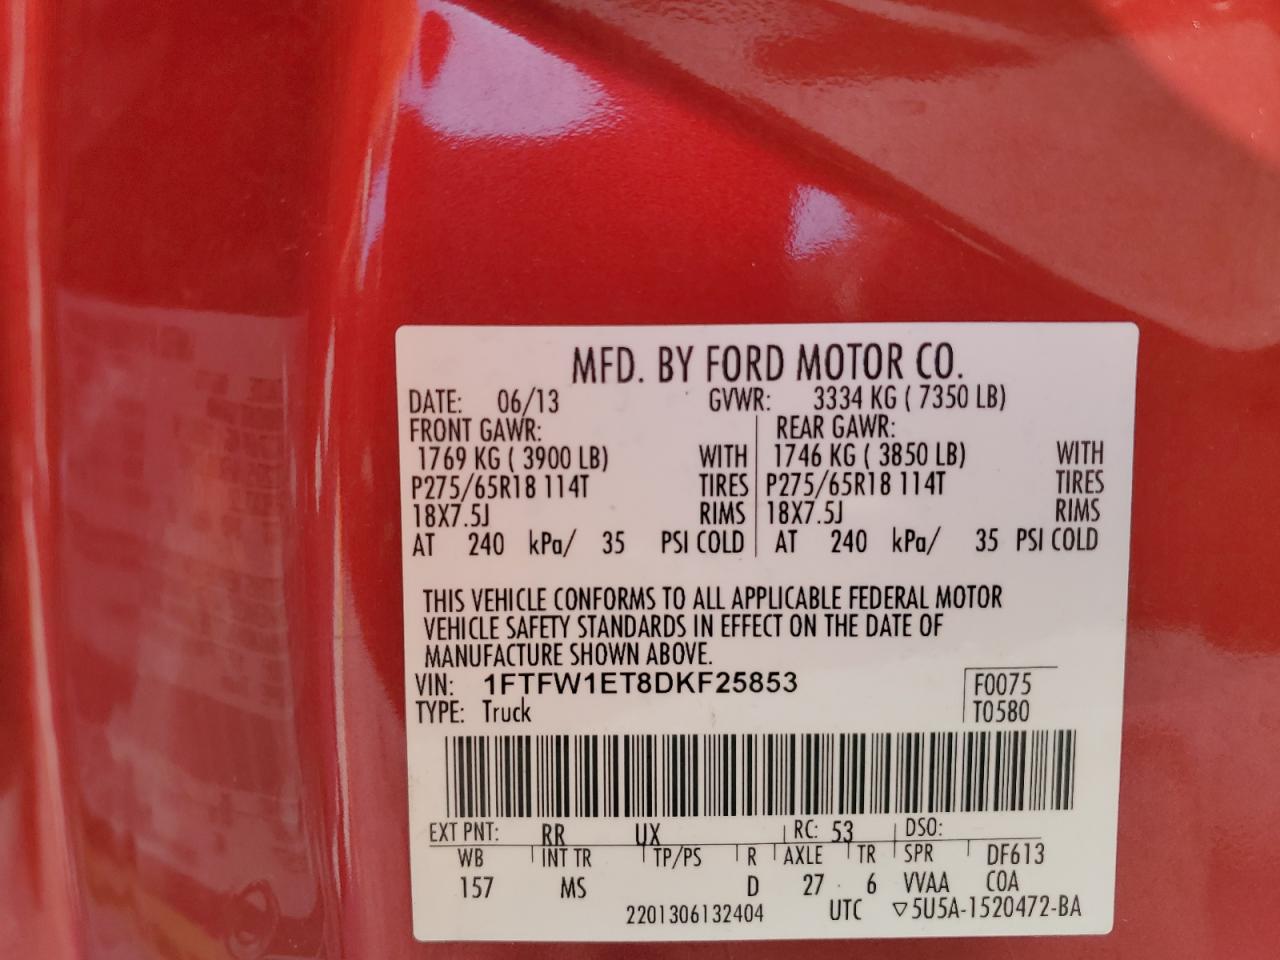 MFD. BY FORD MOTOR CO.
DATE: 06/13 GVWR: 3334 KG ( 7350 LB)
FRONT GAWR: REAR GAWR:
1769 KG ( 3900 LB) WITH 1746 KG ( 3850 LB) WITH
P275/65R18 114T TIRES P275/65R18 114T TIRES
18X7.5J RIMS 18X7.5J RIMS
AT 240 kPa/ 35 PSI COLD AT 240 kPa/ 35 PSI COLD
THIS VEHICLE CONFORMS TO ALL APPLICABLE FEDERAL MOTOR
VEHICLE SAFETY STANDARDS IN EFFECT ON THE DATE OF
MANUFACTURE SHOWN ABOVE.
VIN: 1FTFW1ET8DKF25853 F0075
TYPE: Truck T0580
EXT PNT: RR UX RC: 53 DSO:
WB INT TR TP/PS R AXLE TR SPR DF613
157 MS D 27 6 VVAA COA
2201306132404 UTC ▽5U5A-1520472-BA